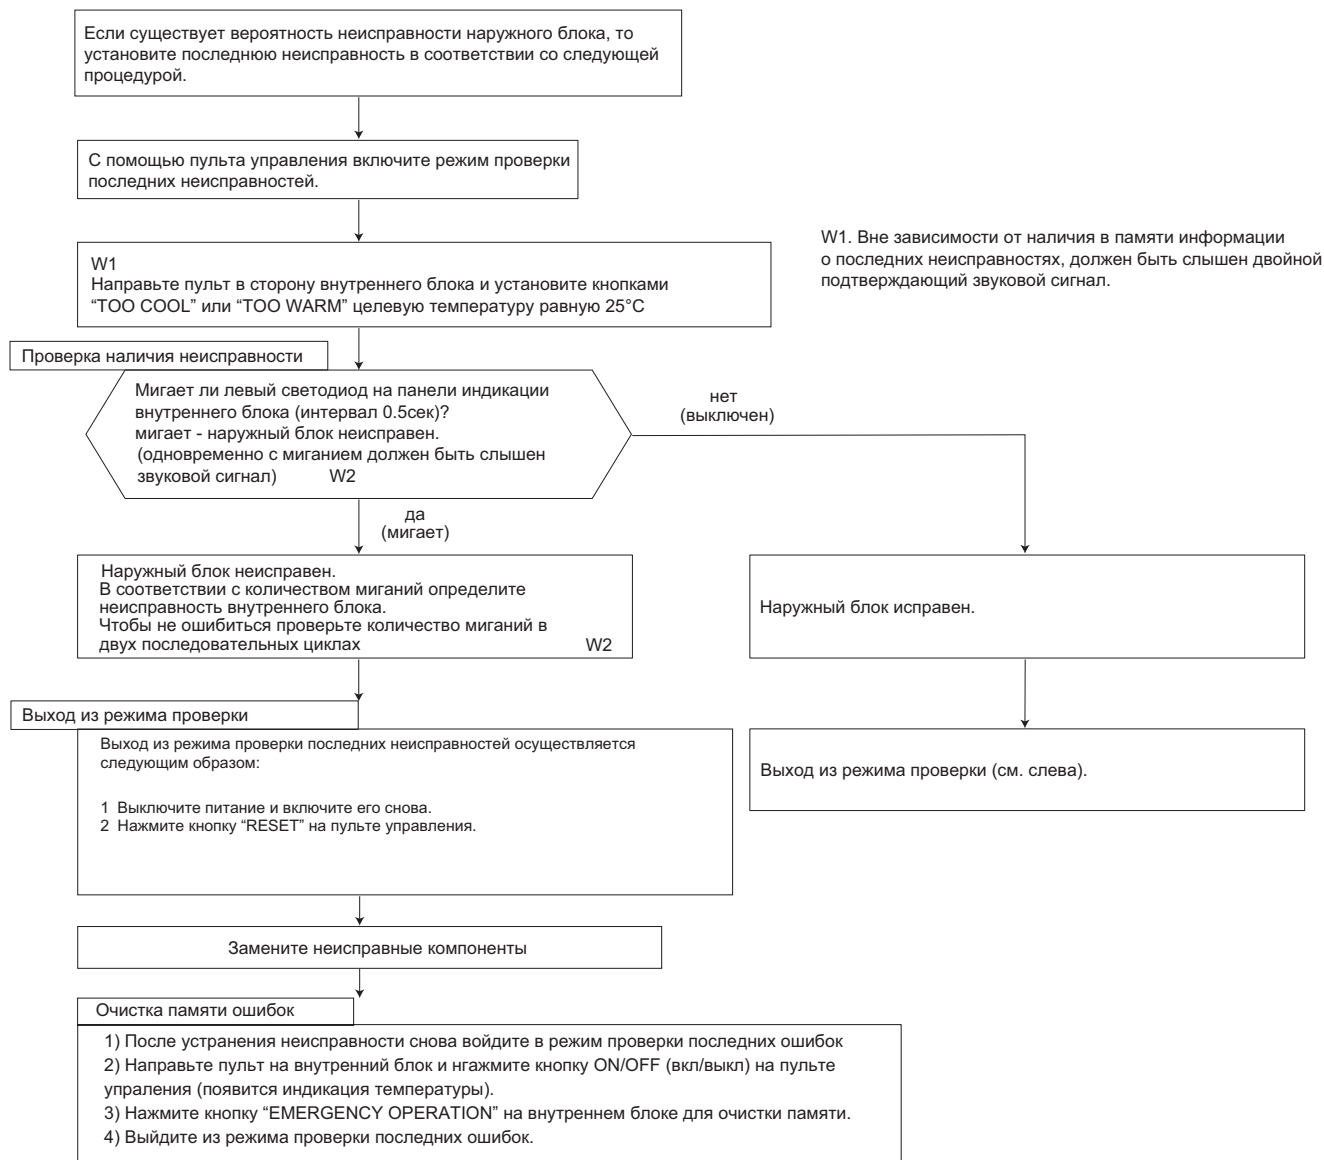 Если существует вероятность неисправности наружного блока, то
установите последнюю неисправность в соответствии со следующей
процедурой.
С помощью пульта управления включите режим проверки
последних неисправностей.
W1
Направьте пульт в сторону внутреннего блока и установите кнопками
“TOO COOL” или “TOO WARM” целевую температуру равную 25°C
W1. Вне зависимости от наличия в памяти информации
о последних неисправностях, должен быть слышен двойной
подтверждающий звуковой сигнал.
Проверка наличия неисправности
Мигает ли левый светодиод на панели индикации
внутреннего блока (интервал 0.5сек)?
мигает - наружный блок неисправен.
(одновременно с миганием должен быть слышен
звуковой сигнал) W2
нет
(выключен)
да
(мигает)
Наружный блок неисправен.
В соответствии с количеством миганий определите
неисправность внутреннего блока.
Чтобы не ошибиться проверьте количество миганий в
двух последовательных циклах W2
Наружный блок исправен.
Выход из режима проверки
Выход из режима проверки последних неисправностей осуществляется
следующим образом:
1 Выключите питание и включите его снова.
2 Нажмите кнопку “RESET” на пульте управления.
Выход из режима проверки (см. слева).
Замените неисправные компоненты
Очистка памяти ошибок
1) После устранения неисправности снова войдите в режим проверки последних ошибок
2) Направьте пульт на внутренний блок и нгажмите кнопку ON/OFF (вкл/выкл) на пульте
упраления (появится индикация температуры).
3) Нажмите кнопку “EMERGENCY OPERATION” на внутреннем блоке для очистки памяти.
4) Выйдите из режима проверки последних ошибок.